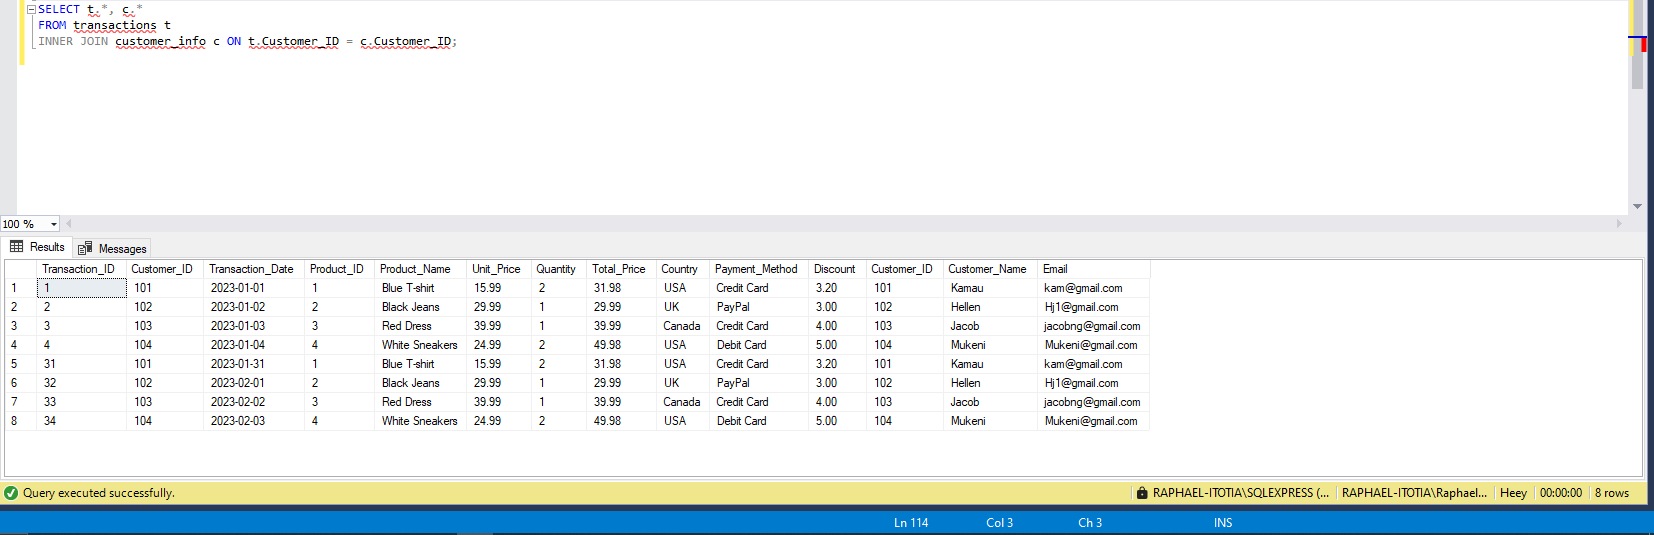 SELECT t.*, c.*
FROM transactions t
INNER JOIN customer_info c ON t.Customer_ID = c.Customer_ID;
100 %
Results Messages
Transaction_ID Customer_ID Transaction_Date Product_ID Product_Name Unit_Price Quantity Total_Price Country Payment_Method Discount Customer_ID Customer_Name Email
1 1 101 2023-01-01 1 Blue T-shirt 15.99 2 31.98 USA Credit Card 3.20 101 Kamau kam@gmail.com
2 2 102 2023-01-02 2 Black Jeans 29.99 1 29.99 UK PayPal 3.00 102 Hellen Hj1@gmail.com
3 3 103 2023-01-03 3 Red Dress 39.99 1 39.99 Canada Credit Card 4.00 103 Jacob jacobng@gmail.com
4 4 104 2023-01-04 4 White Sneakers 24.99 2 49.98 USA Debit Card 5.00 104 Mukeni Mukeni@gmail.com
5 31 101 2023-01-31 1 Blue T-shirt 15.99 2 31.98 USA Credit Card 3.20 101 Kamau kam@gmail.com
6 32 102 2023-02-01 2 Black Jeans 29.99 1 29.99 UK PayPal 3.00 102 Hellen Hj1@gmail.com
7 33 103 2023-02-02 3 Red Dress 39.99 1 39.99 Canada Credit Card 4.00 103 Jacob jacobng@gmail.com
8 34 104 2023-02-03 4 White Sneakers 24.99 2 49.98 USA Debit Card 5.00 104 Mukeni Mukeni@gmail.com
Query executed successfully. RAPHAEL-ITOTIA\SQLEXPRESS (... RAPHAEL-ITOTIA\Raphael... Heey 00:00:00 8 rows
Ln 114 Col 3 Ch 3 INS